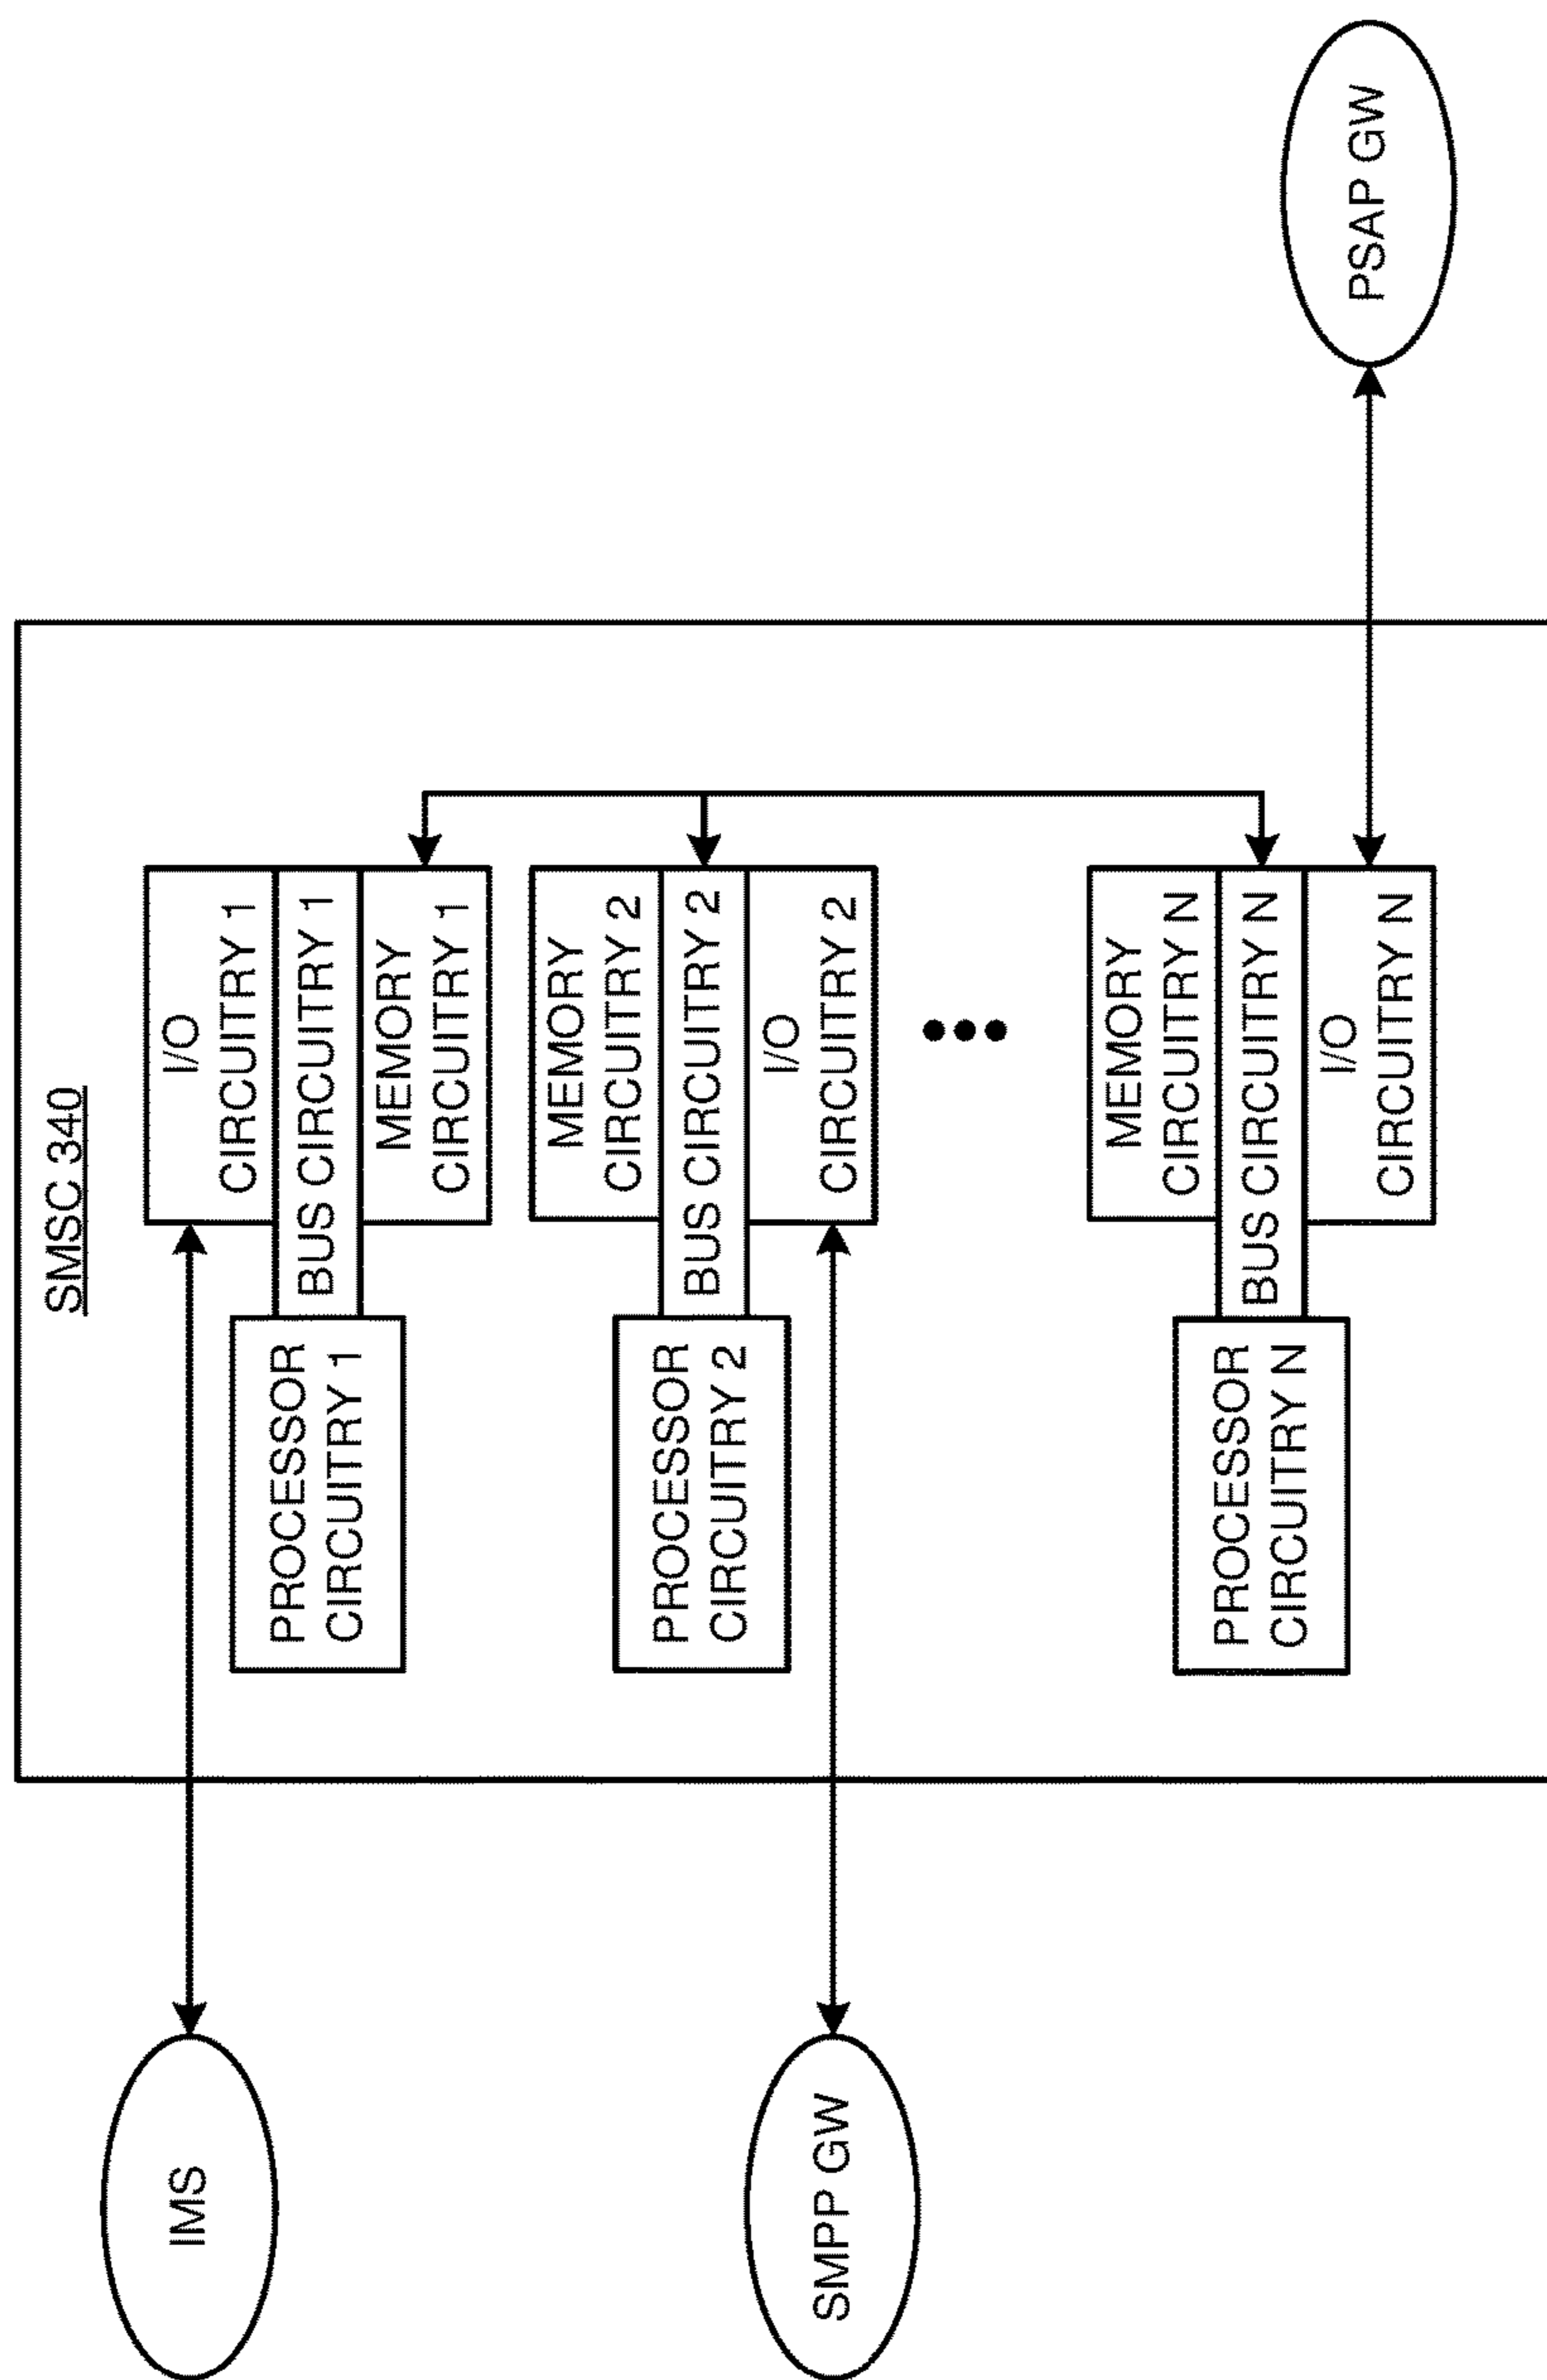 SMSC 340
IMS
PROCESSOR
CIRCUITRY 1
BUS CIRCUITRY 1
I/O
CIRCUITRY 1
MEMORY
CIRCUITRY 1
SMPP GW
PROCESSOR
CIRCUITRY 2
BUS CIRCUITRY 2
MEMORY
CIRCUITRY 2
I/O
CIRCUITRY 2
PROCESSOR
CIRCUITRY N
BUS CIRCUITRY N
MEMORY
CIRCUITRY N
I/O
CIRCUITRY N
PSAP GW